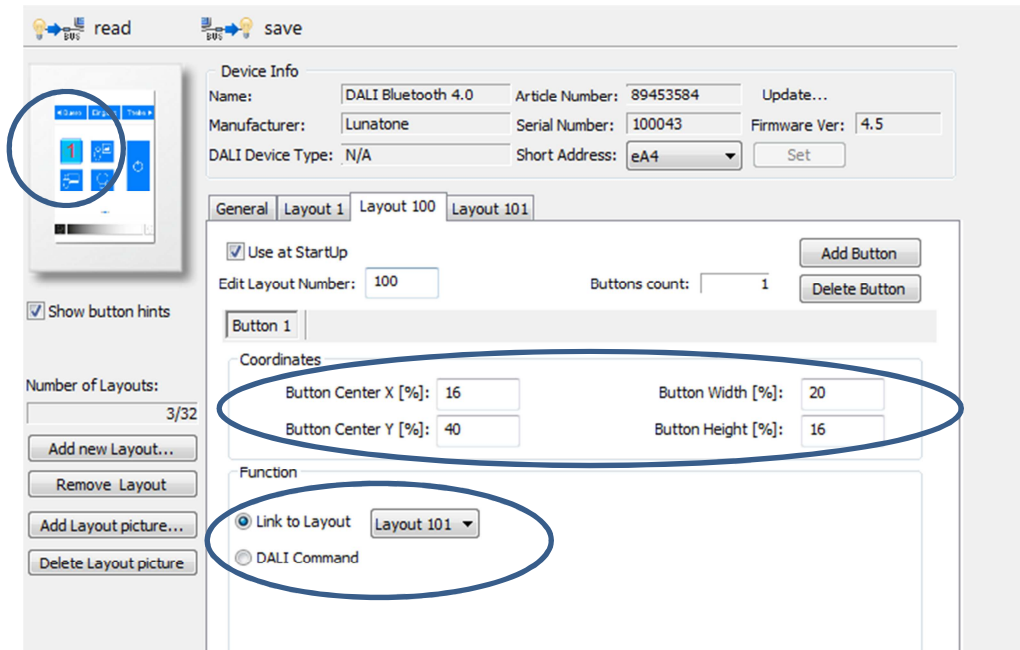 BUS read BUS save
Device Info
Name: DALI Bluetooth 4.0 Article Number: 89453584 Update...
Manufacturer: Lunatone Serial Number: 100043 Firmware Ver: 4.5
DALI Device Type: N/A Short Address: eA4 Set
1
General Layout 1 Layout 100 Layout 101
Use at StartUp Add Button
Edit Layout Number: 100 Buttons count: 1 Delete Button
Show button hints
Button 1
Coordinates
Number of Layouts:
3/32
Button Center X [%]: 16 Button Width [%]: 20
Button Center Y [%]: 40 Button Height [%]: 16
Add new Layout...
Remove Layout
Add Layout picture...
Delete Layout picture
Function
Link to Layout Layout 101
DALI Command